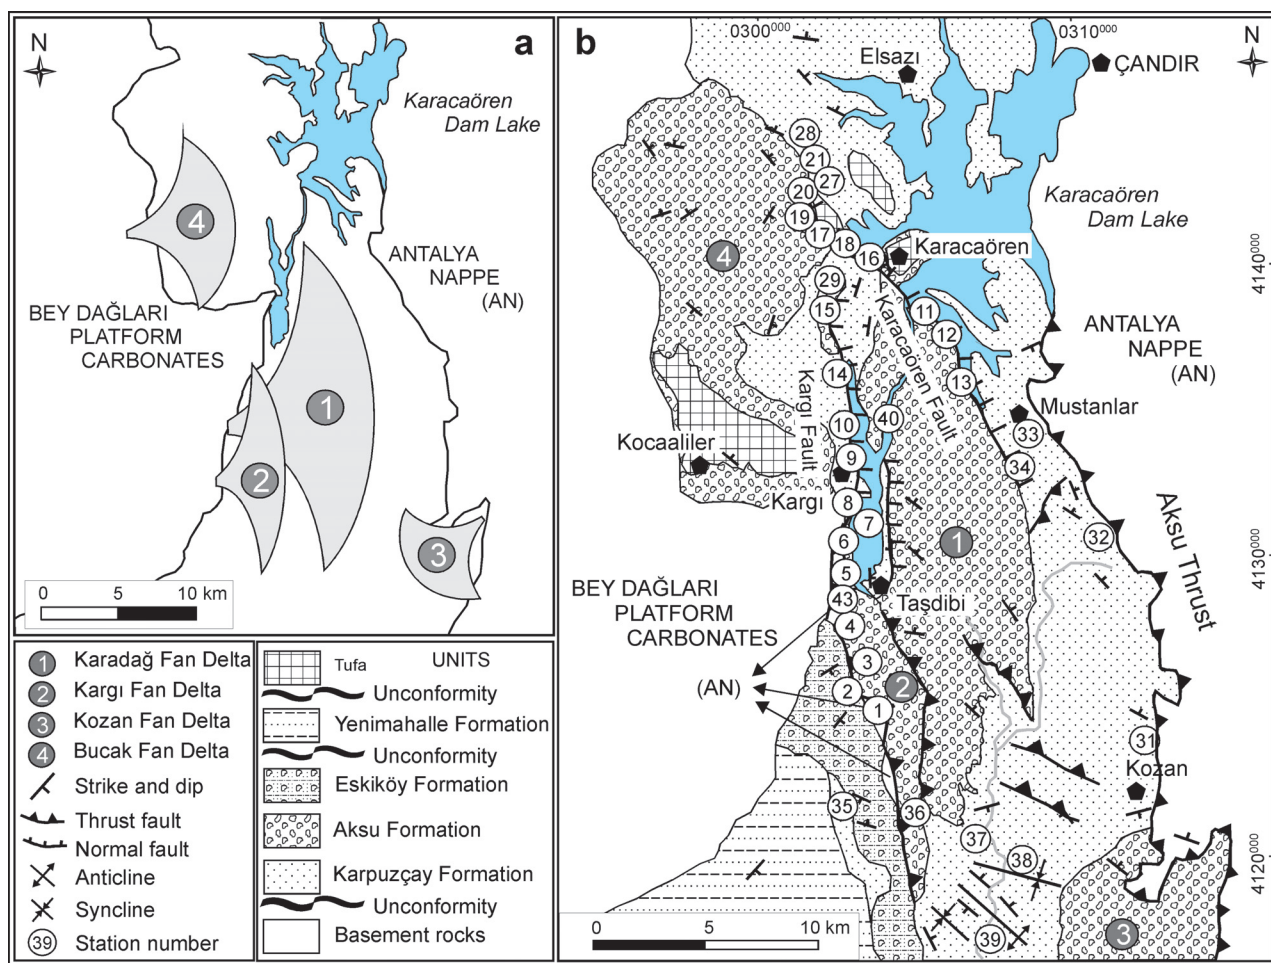 a
N
Karacaören
Dam Lake
4
ANTALYA
NAPPE
(AN)
BEY DAĞLARI
PLATFORM
CARBONATES
1
2
3
0 5 10 km
1 Karadağ Fan Delta
2 Kargı Fan Delta
3 Kozan Fan Delta
4 Bucak Fan Delta
Strike and dip
Thrust fault
Normal fault
Anticline
Syncline
39 Station number
Tufa UNITS
Unconformity
Yenimahalle Formation
Unconformity
Eskiköy Formation
Aksu Formation
Karpuzçay Formation
Unconformity
Basement rocks
b
0300000
0310000
N
Elsazı
ÇANDIR
28
21
27
20
19
17
18
16
Karacaören
Karacaören
Dam Lake
4
4140000
29
15
11
12
13
14
Karacaören Fault
Kargı Fault
ANTALYA
NAPPE
(AN)
Mustanlar
10
40
33
Kocaaliler
9
34
Kargı
8
7
6
1
32
Aksu Thrust
4130000
5
BEY DAĞLARI
PLATFORM
CARBONATES
43
Taşdibi
4
3
(AN)
2
2
1
31
Kozan
35
36
37
38
4120000
39
3
0 5 10 km